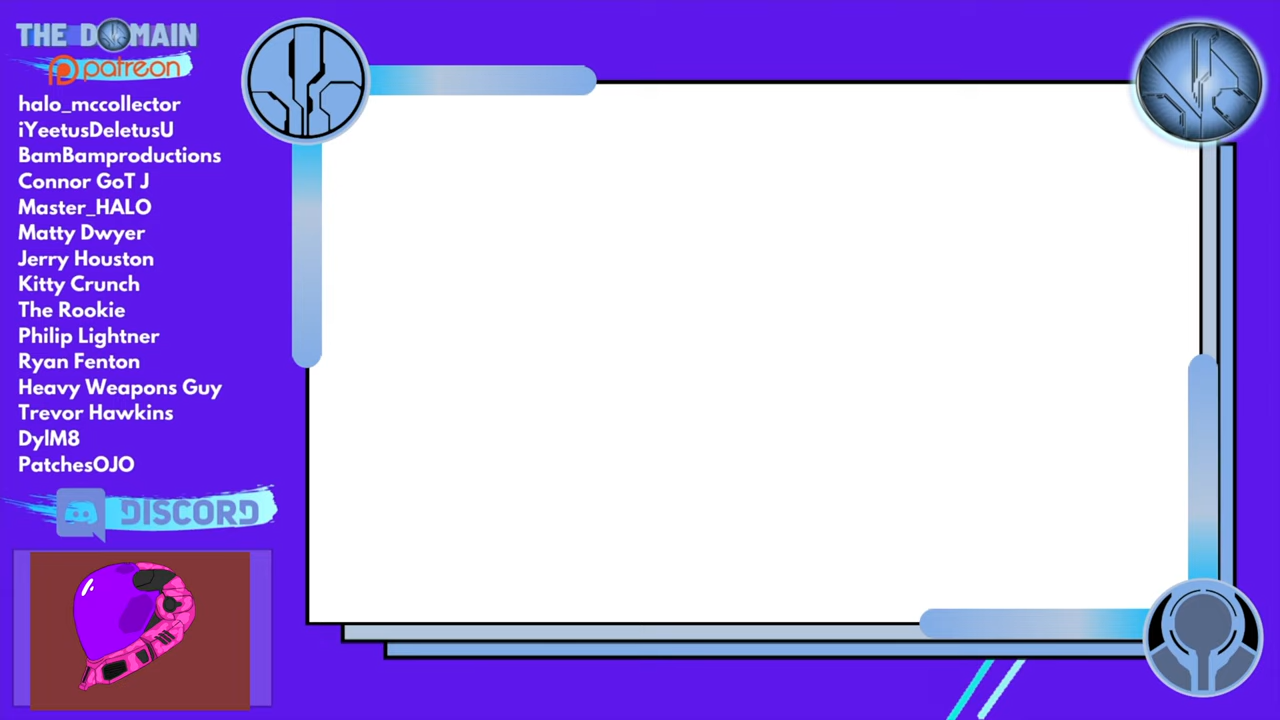 THE DOMAIN
patreon
halo_mccollector
iYeetusDeletusU
BamBamproductions
Connor GoT J
Master_HALO
Matty Dwyer
Jerry Houston
Kitty Crunch
The Rookie
Philip Lightner
Ryan Fenton
Heavy Weapons Guy
Trevor Hawkins
DylM8
PatchesOJO
DISCORD